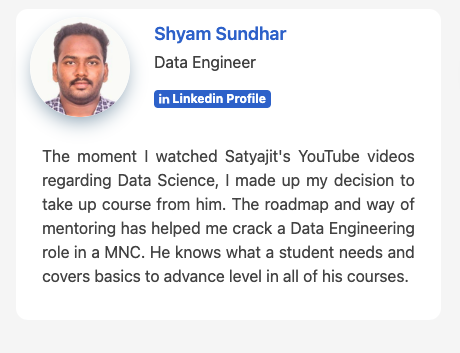 Shyam Sundhar
Data Engineer
in Linkedin Profile
The moment I watched Satyajit's YouTube videos
regarding Data Science, I made up my decision to
take up course from him. The roadmap and way of
mentoring has helped me crack a Data Engineering
role in a MNC. He knows what a student needs and
covers basics to advance level in all of his courses.